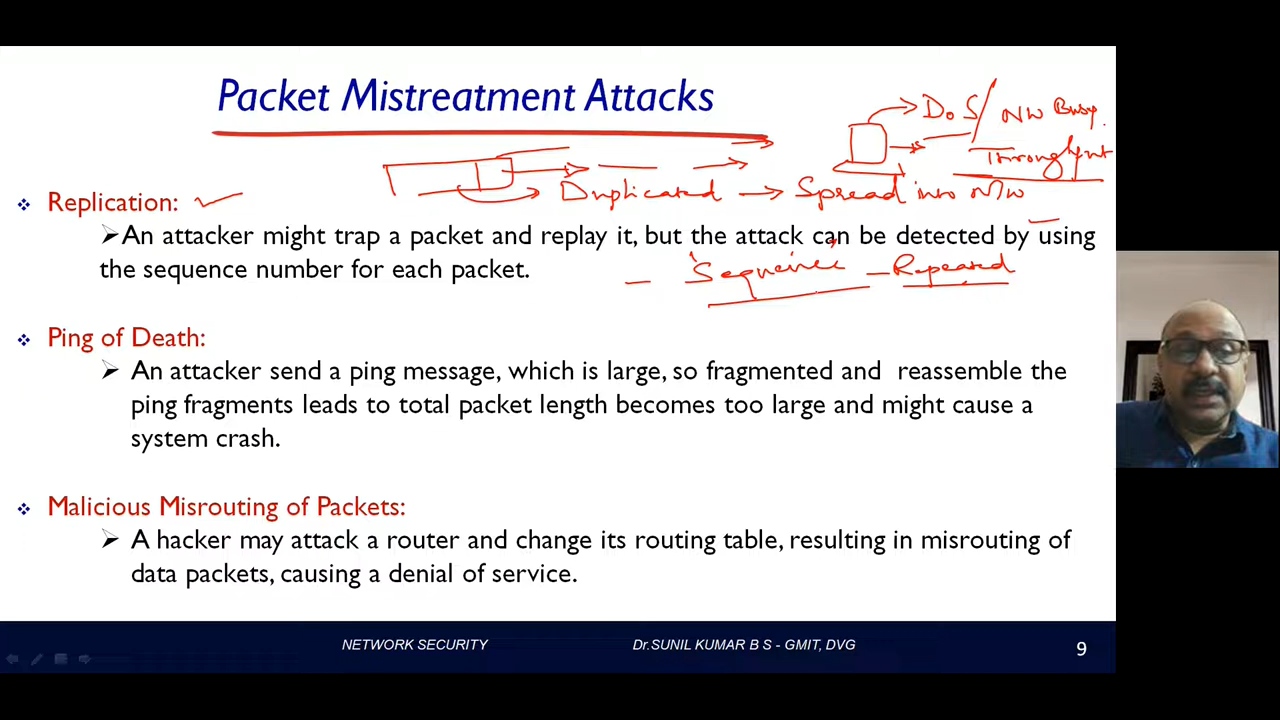 Packet Mistreatment Attacks
DoS/ NW Busy.
Throughput
Duplicated → Spread into NW
❖ Replication:
➢An attacker might trap a packet and replay it, but the attack can be detected by using
the sequence number for each packet.
- 'Sequence' - Repeated
❖ Ping of Death:
➢ An attacker send a ping message, which is large, so fragmented and reassemble the
ping fragments leads to total packet length becomes too large and might cause a
system crash.
❖ Malicious Misrouting of Packets:
➢ A hacker may attack a router and change its routing table, resulting in misrouting of
data packets, causing a denial of service.
NETWORK SECURITY Dr.SUNIL KUMAR B S - GMIT, DVG 9